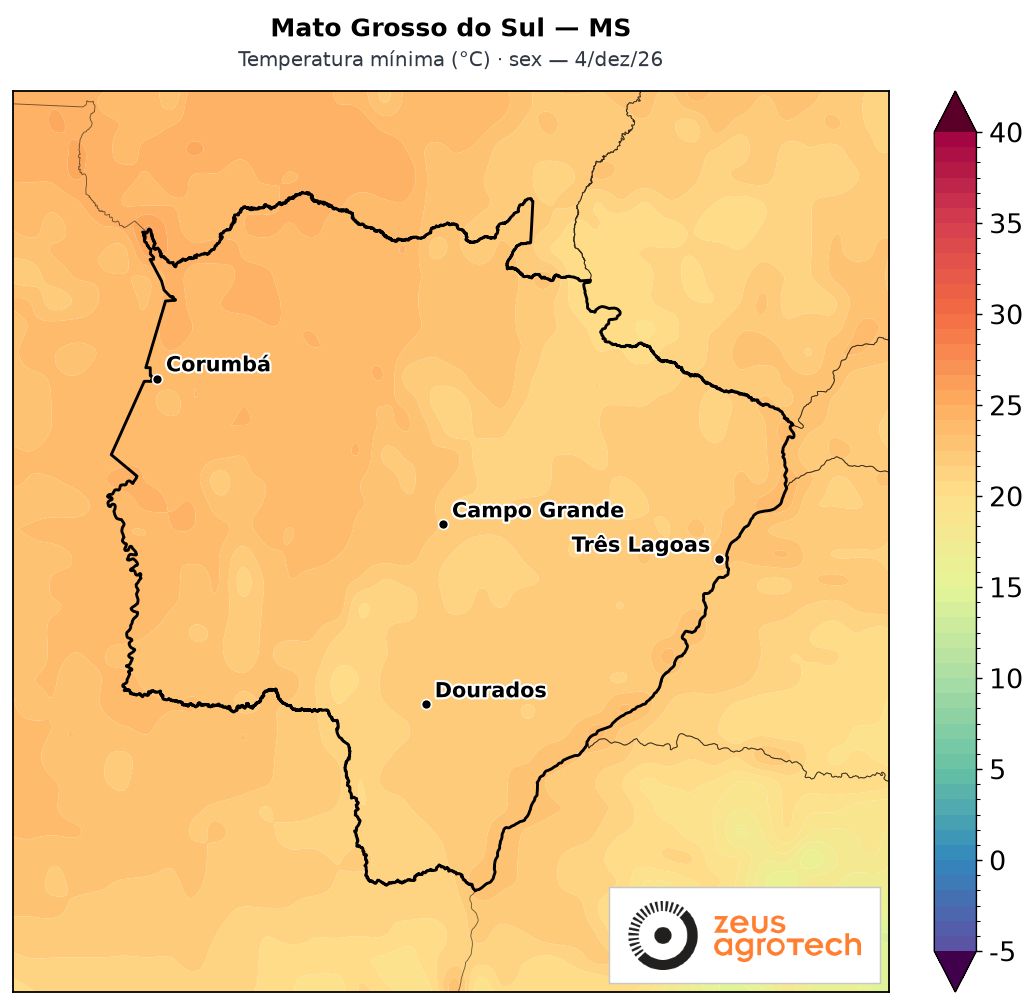 Mato Grosso do Sul — MS
Temperatura mínima (°C) · sex — 4/dez/26
Corumbá
Campo Grande
Três Lagoas
Dourados
40
35
30
25
20
15
10
5
0
-5
zeus
agrotech